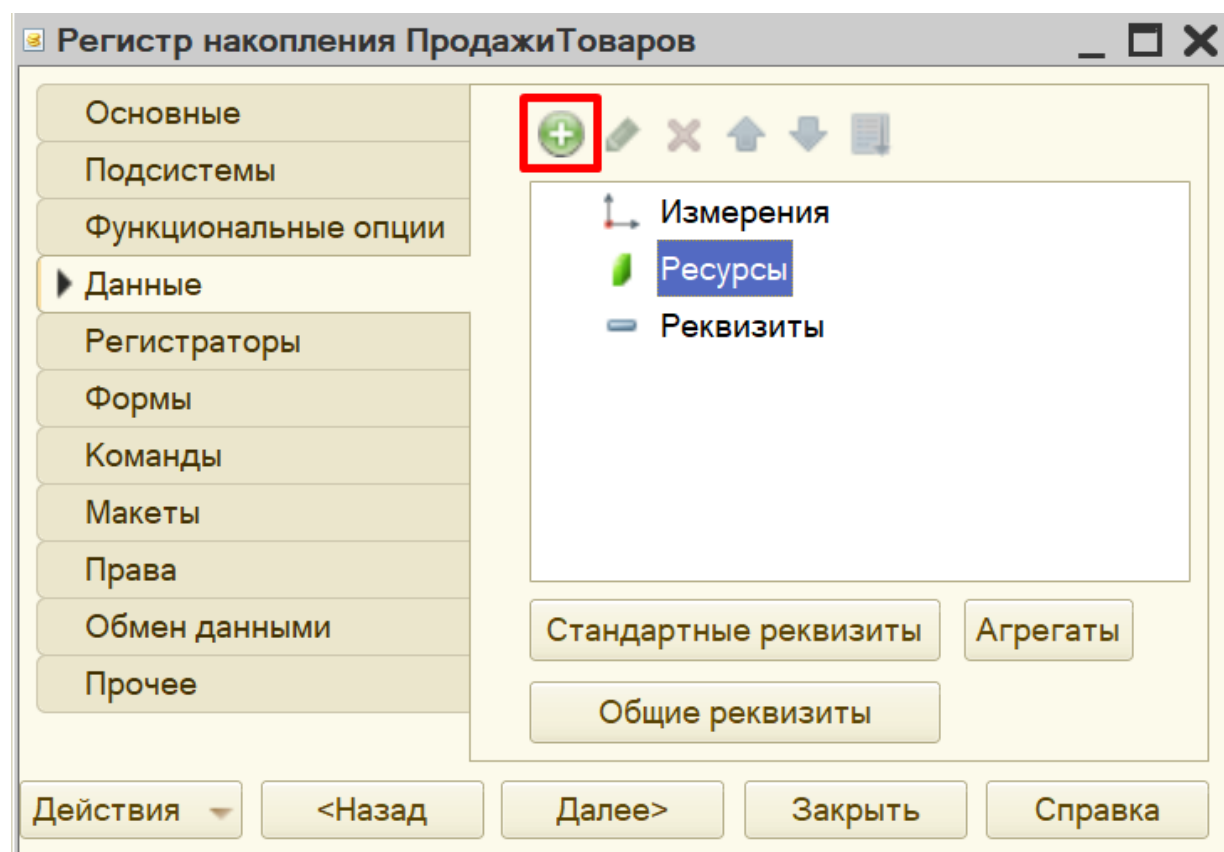 Регистр накопления ПродажиТоваров
Основные
Подсистемы
Функциональные опции
Данные
Регистраторы
Формы
Команды
Макеты
Права
Обмен данными
Прочее
Измерения
Ресурсы
Реквизиты
Стандартные реквизиты
Агрегаты
Общие реквизиты
Действия
<Назад
Далее>
Закрыть
Справка